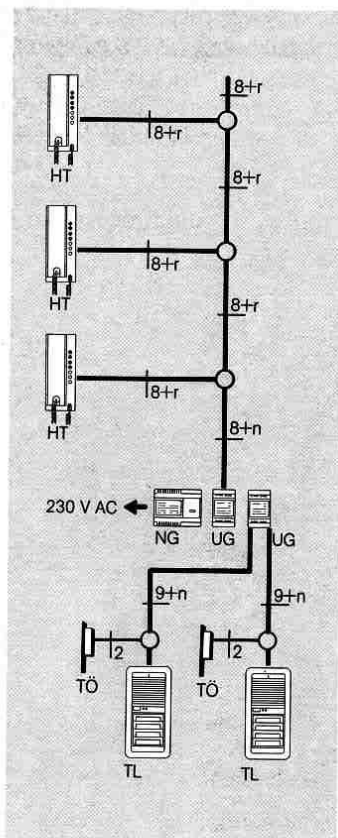 8+r
8+r
HT
8+r
8+r
HT
8+r
8+r
HT
8+n
230 V AC
NG UG UG
9+n 9+n
2 2
TÖ TÖ
TL TL